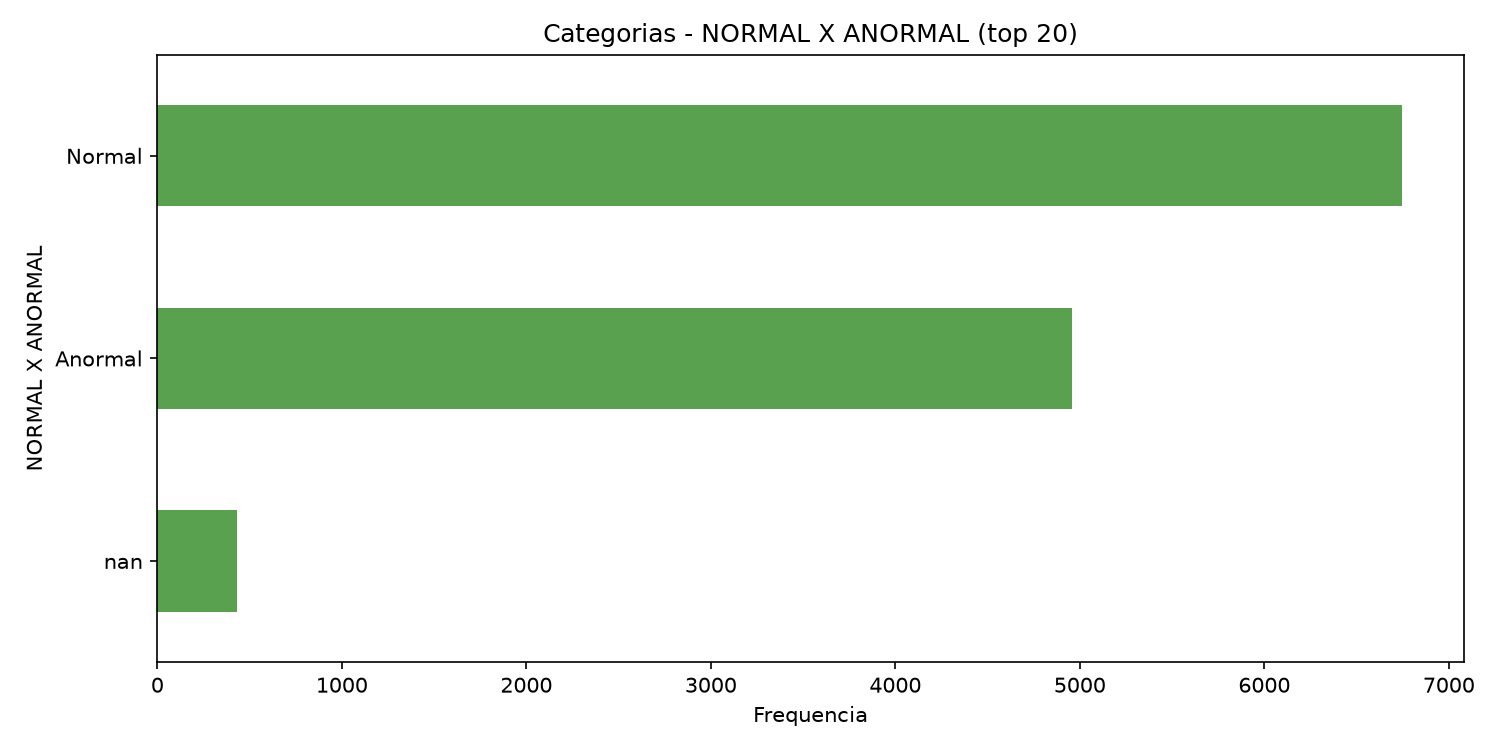 Categorias - NORMAL X ANORMAL (top 20)
NORMAL X ANORMAL
Normal
Anormal
nan
0 1000 2000 3000 4000 5000 6000 7000
Frequencia